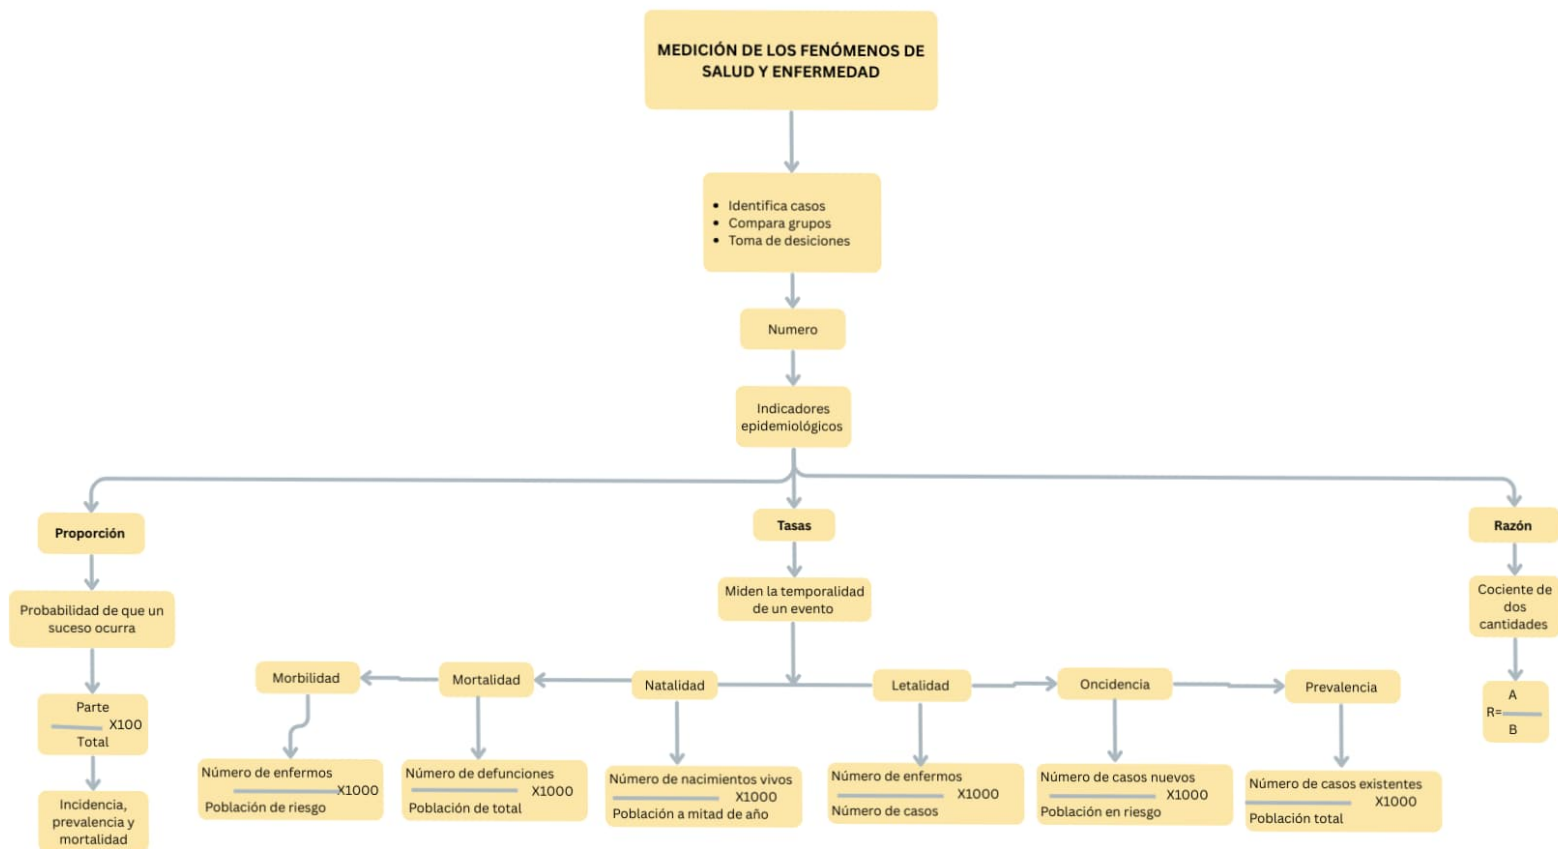 MEDICIÓN DE LOS FENÓMENOS DE
SALUD Y ENFERMEDAD
• Identifica casos
• Compara grupos
• Toma de desiciones
Numero
Indicadores
epidemiológicos
Proporción
Probabilidad de que un
suceso ocurra
Parte
X100
Total
Incidencia,
prevalencia y
mortalidad
Tasas
Miden la temporalidad
de un evento
Morbilidad
Número de enfermos
X1000
Población de riesgo
Mortalidad
Número de defunciones
X1000
Población de total
Natalidad
Número de nacimientos vivos
X1000
Población a mitad de año
Letalidad
Número de enfermos
X1000
Número de casos
Oncidencia
Número de casos nuevos
X1000
Población en riesgo
Prevalencia
Número de casos existentes
X1000
Población total
Razón
Cociente de
dos
cantidades
A
R=
B